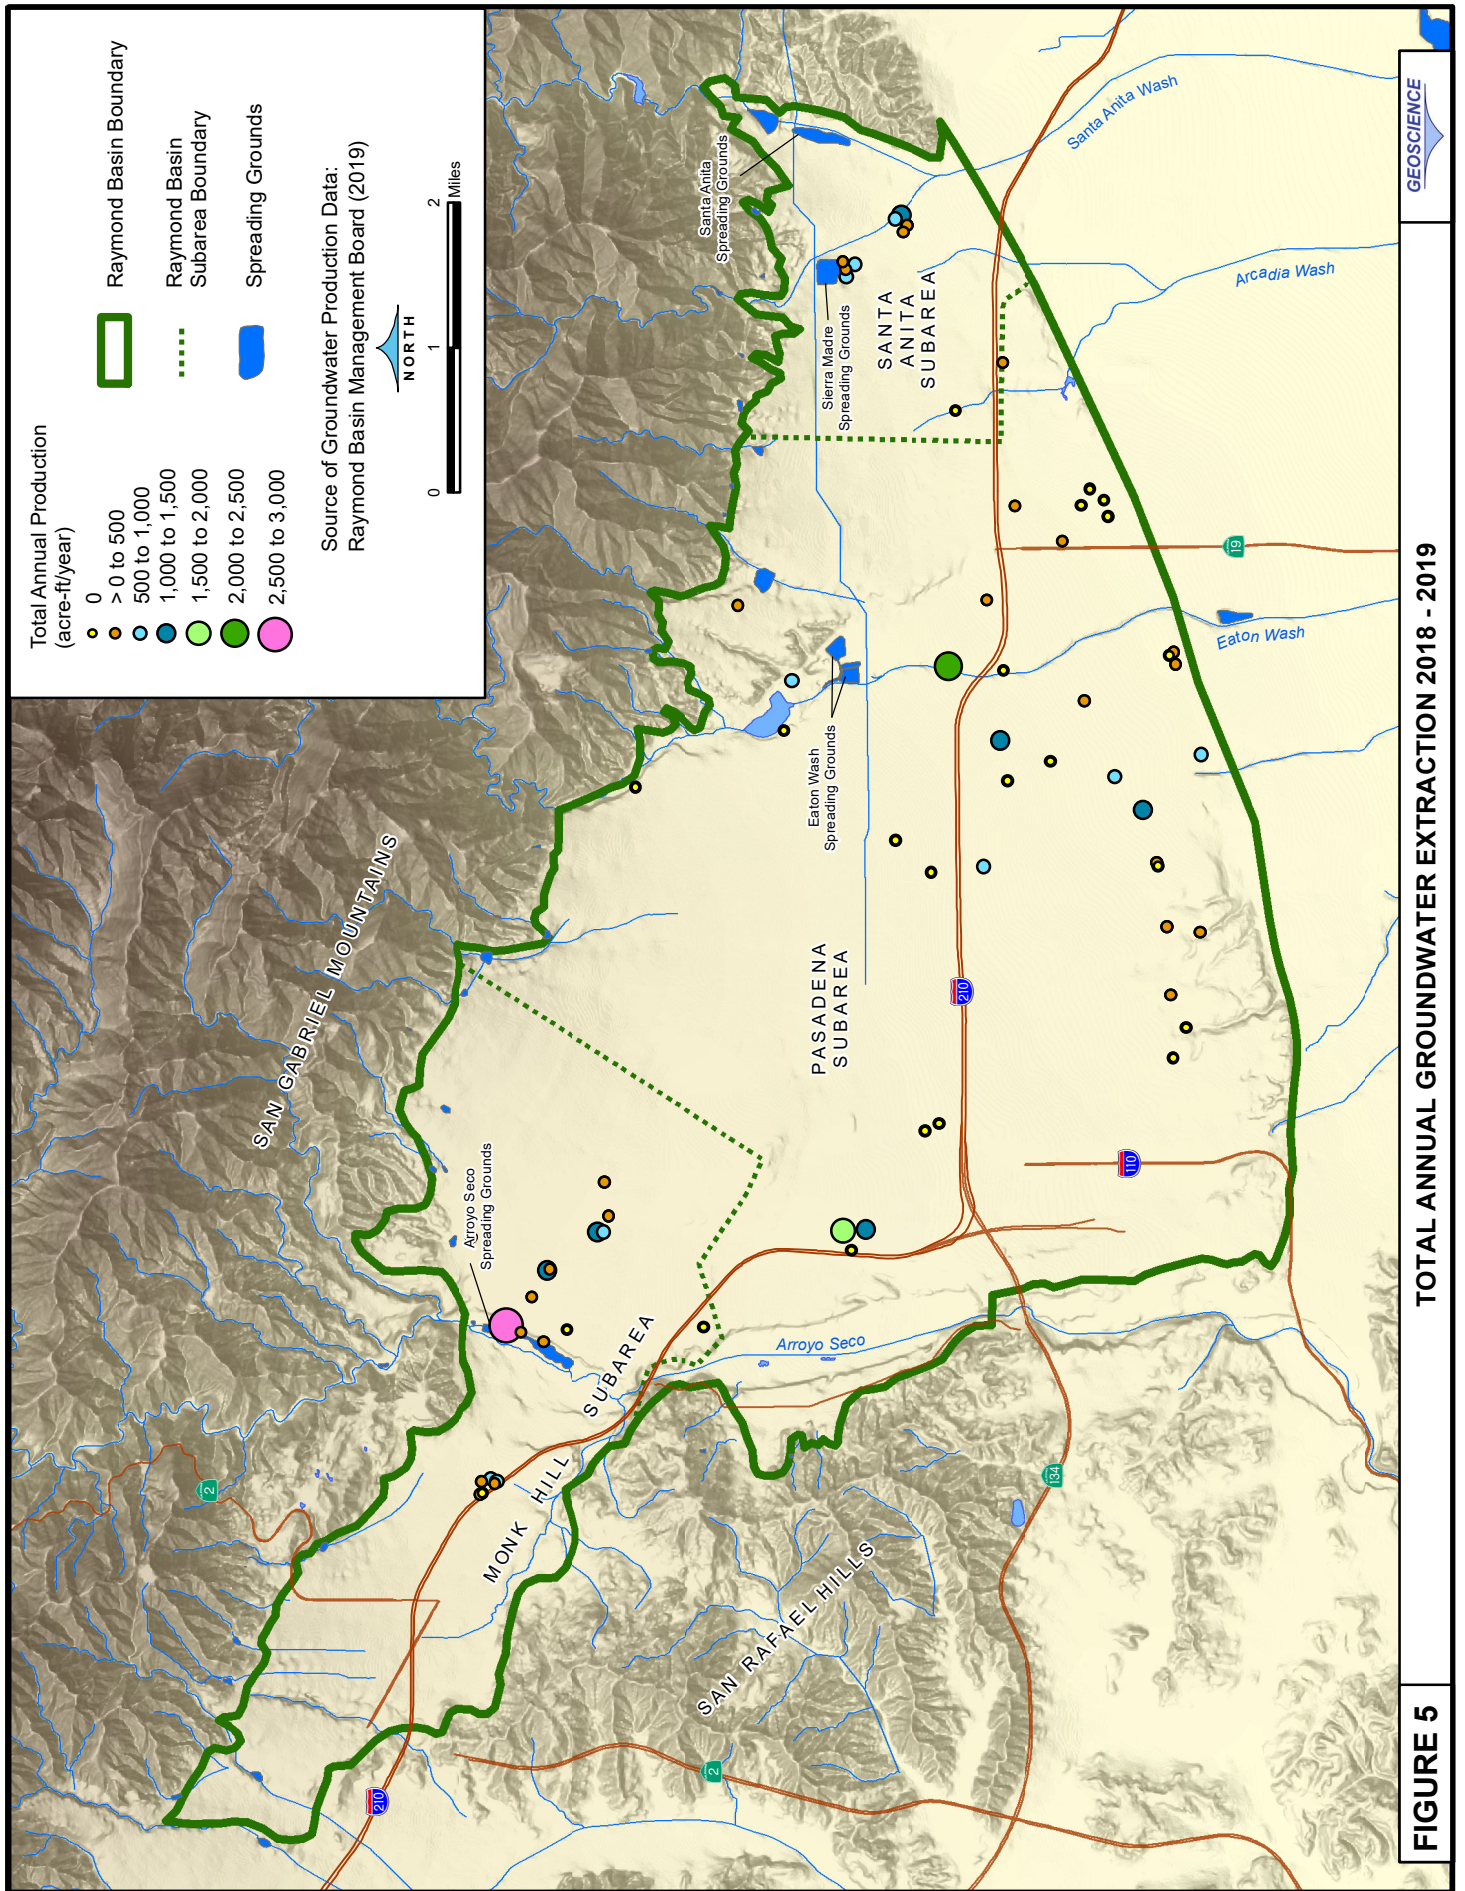 Total Annual Production
(acre-ft/year)
0
> 0 to 500
500 to 1,000
1,000 to 1,500
1,500 to 2,000
2,000 to 2,500
2,500 to 3,000
Raymond Basin Boundary
Raymond Basin
Subarea Boundary
Spreading Grounds
Source of Groundwater Production Data:
Raymond Basin Management Board (2019)
NORTH
0
1
2
Miles
SAN GABRIEL MOUNTAINS
Arroyo Seco
Spreading Grounds
MONK HILL SUBAREA
SAN RAFAEL HILLS
Arroyo Seco
PASADENA
SUBAREA
Eaton Wash
Spreading Grounds
Eaton Wash
Sierra Madre
Spreading Grounds
SANTA
ANITA
SUBAREA
Santa Anita
Spreading Grounds
Santa Anita Wash
Arcadia Wash
2
210
2
134
110
210
19
FIGURE 5
TOTAL ANNUAL GROUNDWATER EXTRACTION 2018 - 2019
GEOSCIENCE